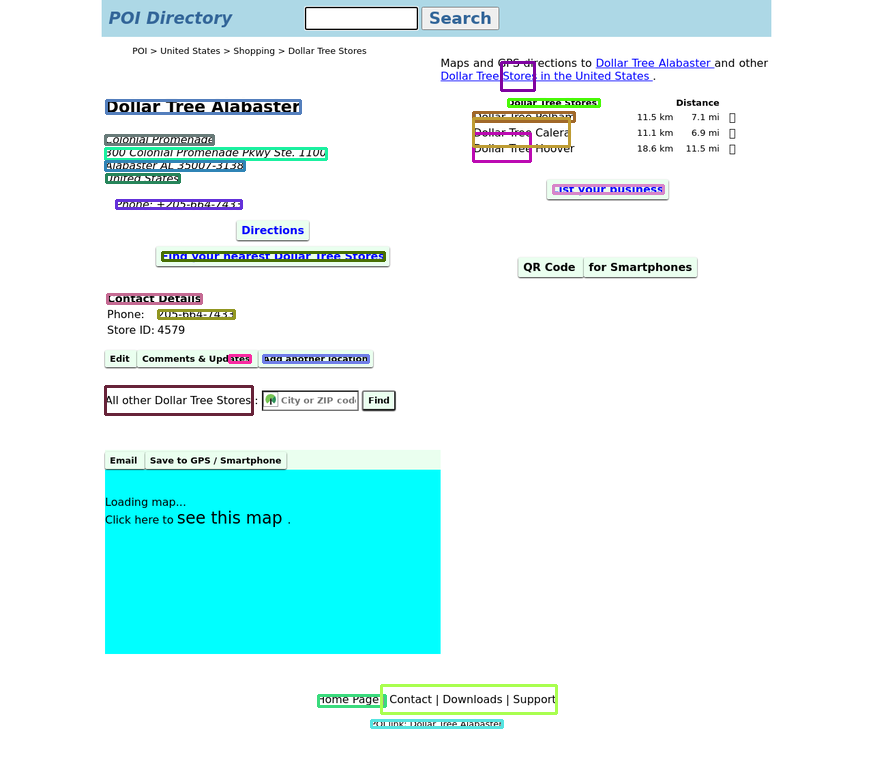 POI Directory
Search
POI > United States > Shopping > Dollar Tree Stores
Maps and GPS directions to Dollar Tree Alabaster and other
Dollar Tree Stores in the United States .
Dollar Tree Alabaster
Colonial Promenade
300 Colonial Promenade Pkwy Ste. 1100
Alabaster AL 35007-3138
United States
Phone: +205-664-7433
Directions
Find your nearest Dollar Tree Stores
Dollar Tree Stores Distance
Dollar Tree Pelham 11.5 km 7.1 mi
Dollar Tree Calera 11.1 km 6.9 mi
Dollar Tree Hoover 18.6 km 11.5 mi
List your business
QR Code for Smartphones
Contact Details
Phone: 205-664-7433
Store ID: 4579
Edit Comments & Updates Add another location
All other Dollar Tree Stores : City or ZIP code Find
Email Save to GPS / Smartphone
Loading map...
Click here to see this map .
Home Page | Contact | Downloads | Support
POI link: Dollar Tree Alabaster